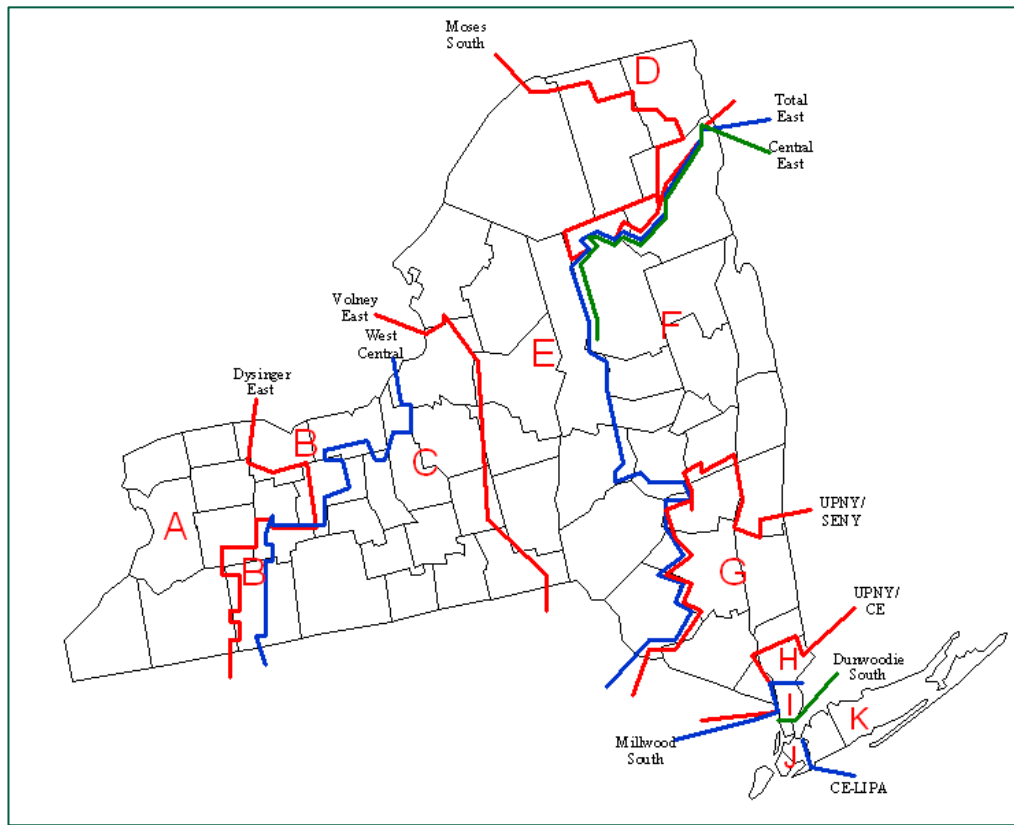 Moses
South
D
Total
East
Central
East
Volney
East
West
Central
F
E
Dysinger
East
B
C
A
UPNY/
SENY
B
G
UPNY/
CE
H
Dunwoodie
South
I
K
Millwood
South
J
CE-LIPA